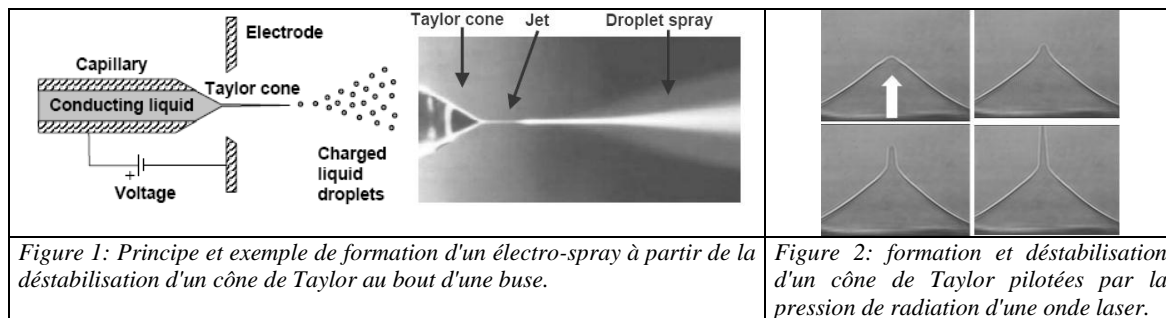 Electrode
Capillary
Taylor cone
Conducting liquid
Charged
liquid
droplets
+
Voltage
Taylor cone Jet Droplet spray
Figure 1: Principe et exemple de formation d'un électro-spray à partir de la
déstabilisation d'un cône de Taylor au bout d'une buse.
Figure 2: formation et déstabilisation
d'un cône de Taylor pilotées par la
pression de radiation d'une onde laser.